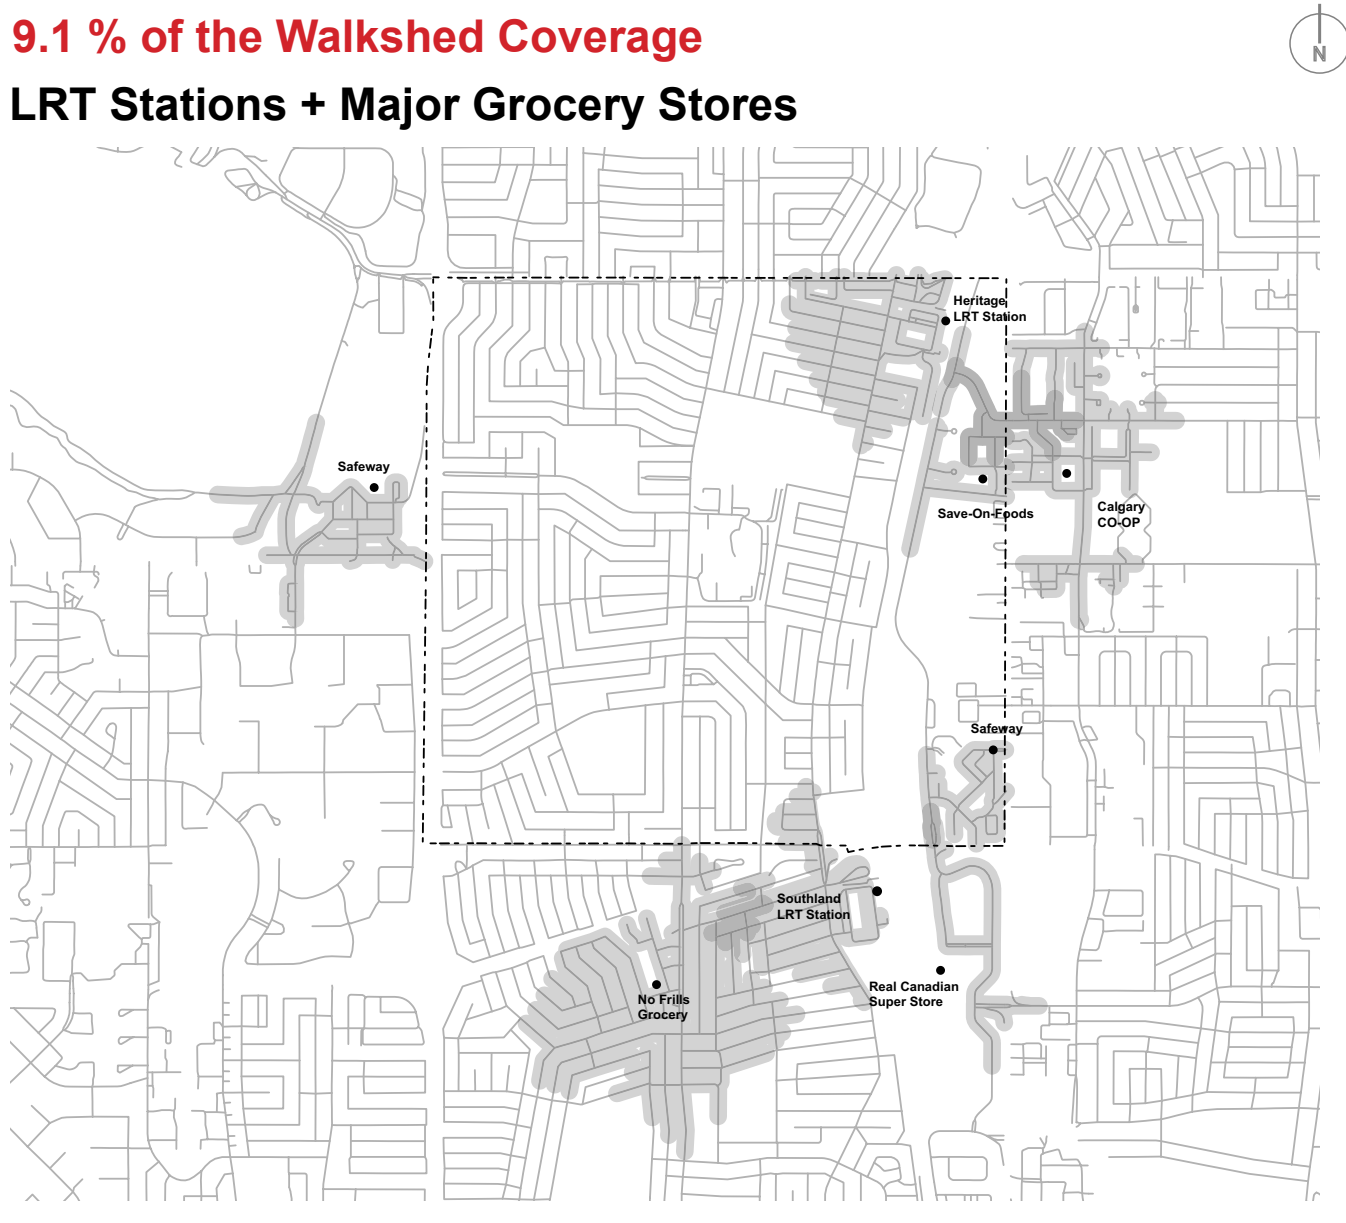 9.1 % of the Walkshed Coverage
N
LRT Stations + Major Grocery Stores
Heritage
LRT Station
Safeway
Save-On-Foods
Calgary
CO-OP
Safeway
Southland
LRT Station
No Frills
Grocery
Real Canadian
Super Store